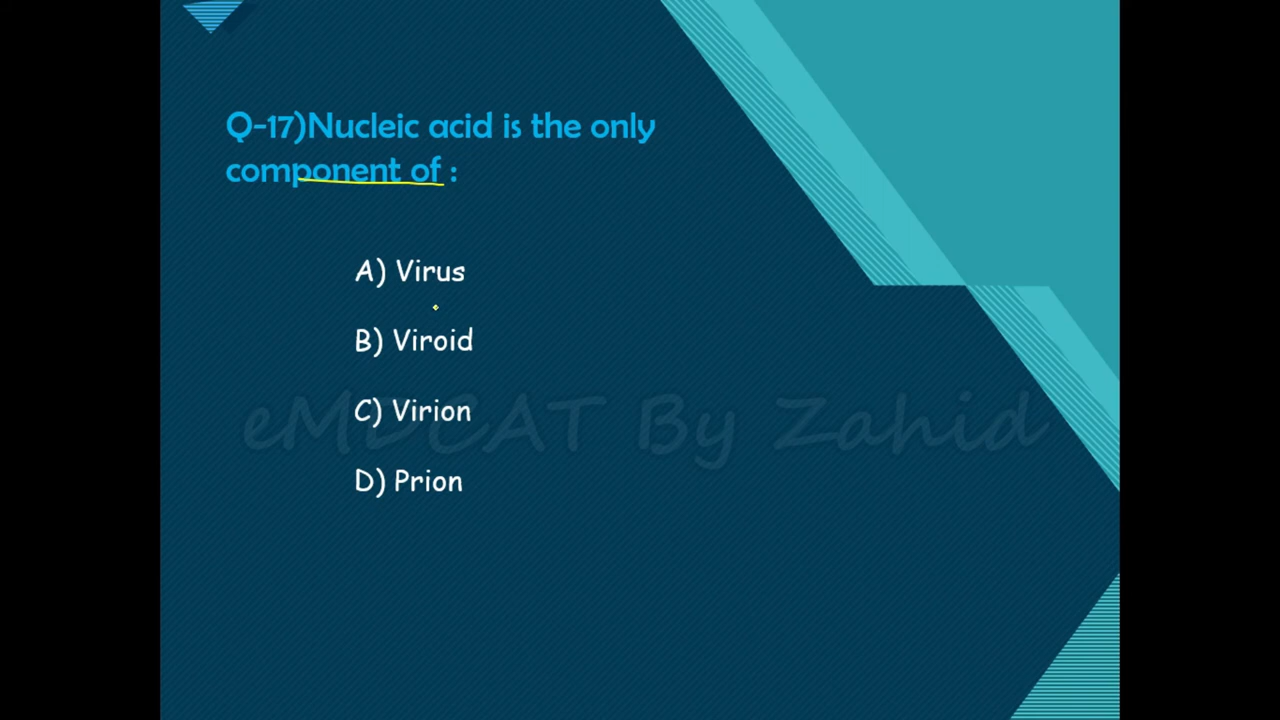 Q-17)Nucleic acid is the only
component of :
A) Virus
B) Viroid
C) Virion
eMDCAT By Zahid
D) Prion